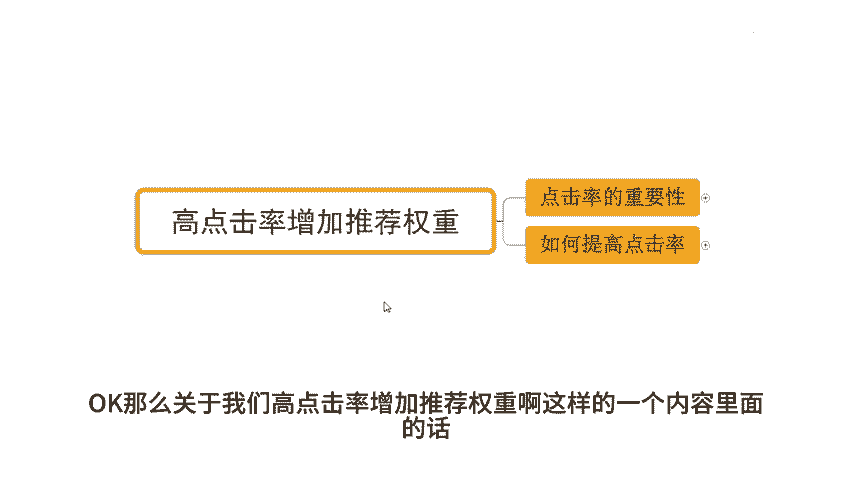 高点击率增加推荐权重
点击率的重要性
如何提高点击率
OK那么关于我们高点击率增加推荐权重啊这样的一个内容里面
的话